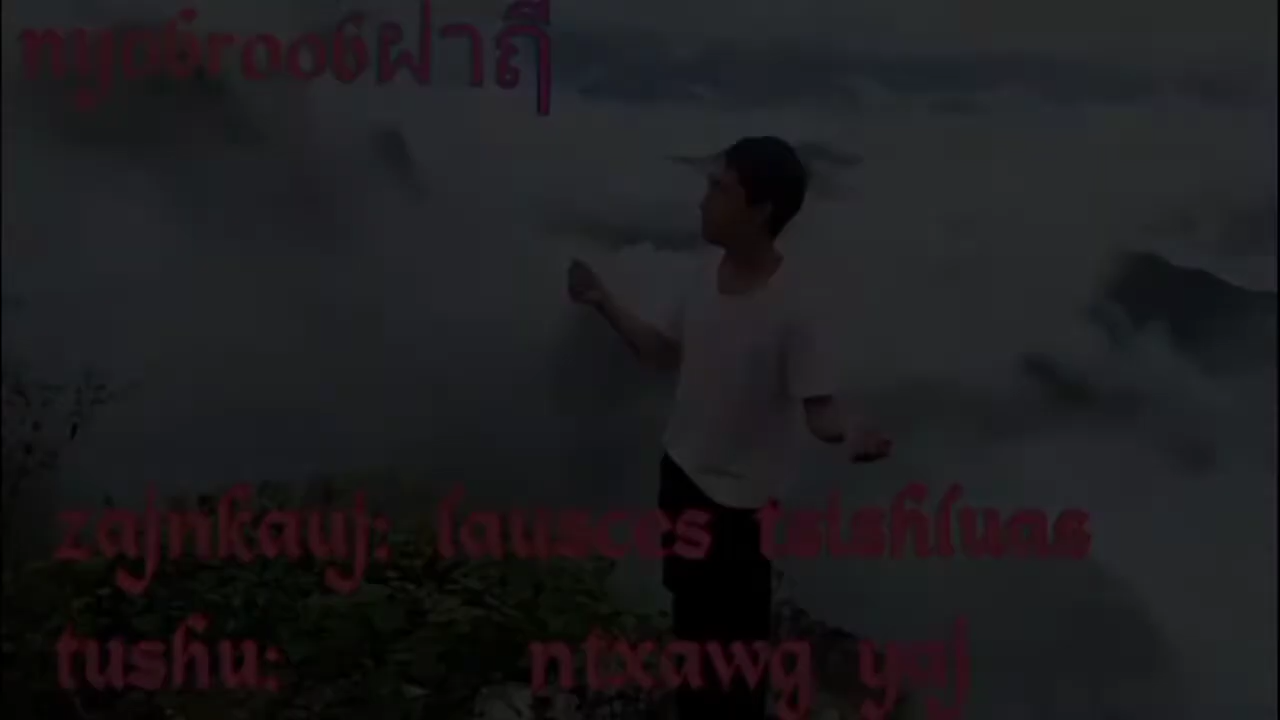 nyobroobฝาถี
zajnkauj: lausces tsishluas
tushu: ntxawg yaj